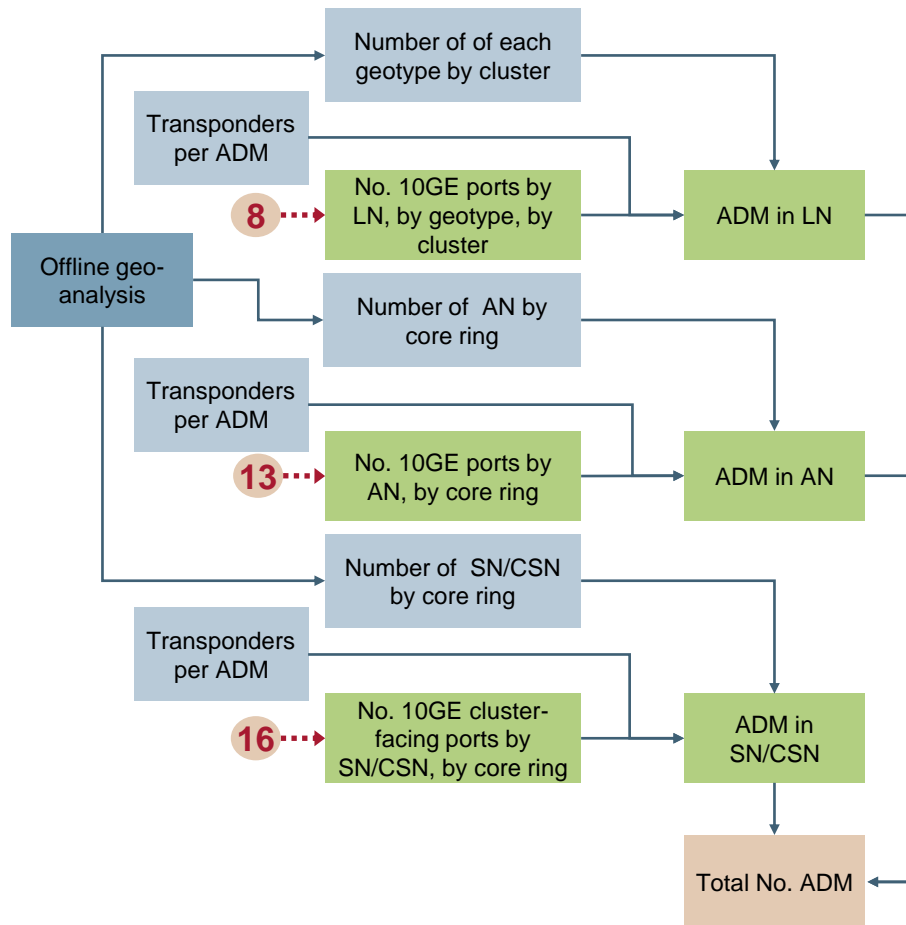 Number of of each
geotype by cluster
Transponders
per ADM
8
No. 10GE ports by
LN, by geotype, by
cluster
ADM in LN
Offline geo-
analysis
Number of  AN by
core ring
Transponders
per ADM
13
No. 10GE ports by
AN, by core ring
ADM in AN
Number of  SN/CSN
by core ring
Transponders
per ADM
16
No. 10GE cluster-
facing ports by
SN/CSN, by core ring
ADM in
SN/CSN
Total No. ADM